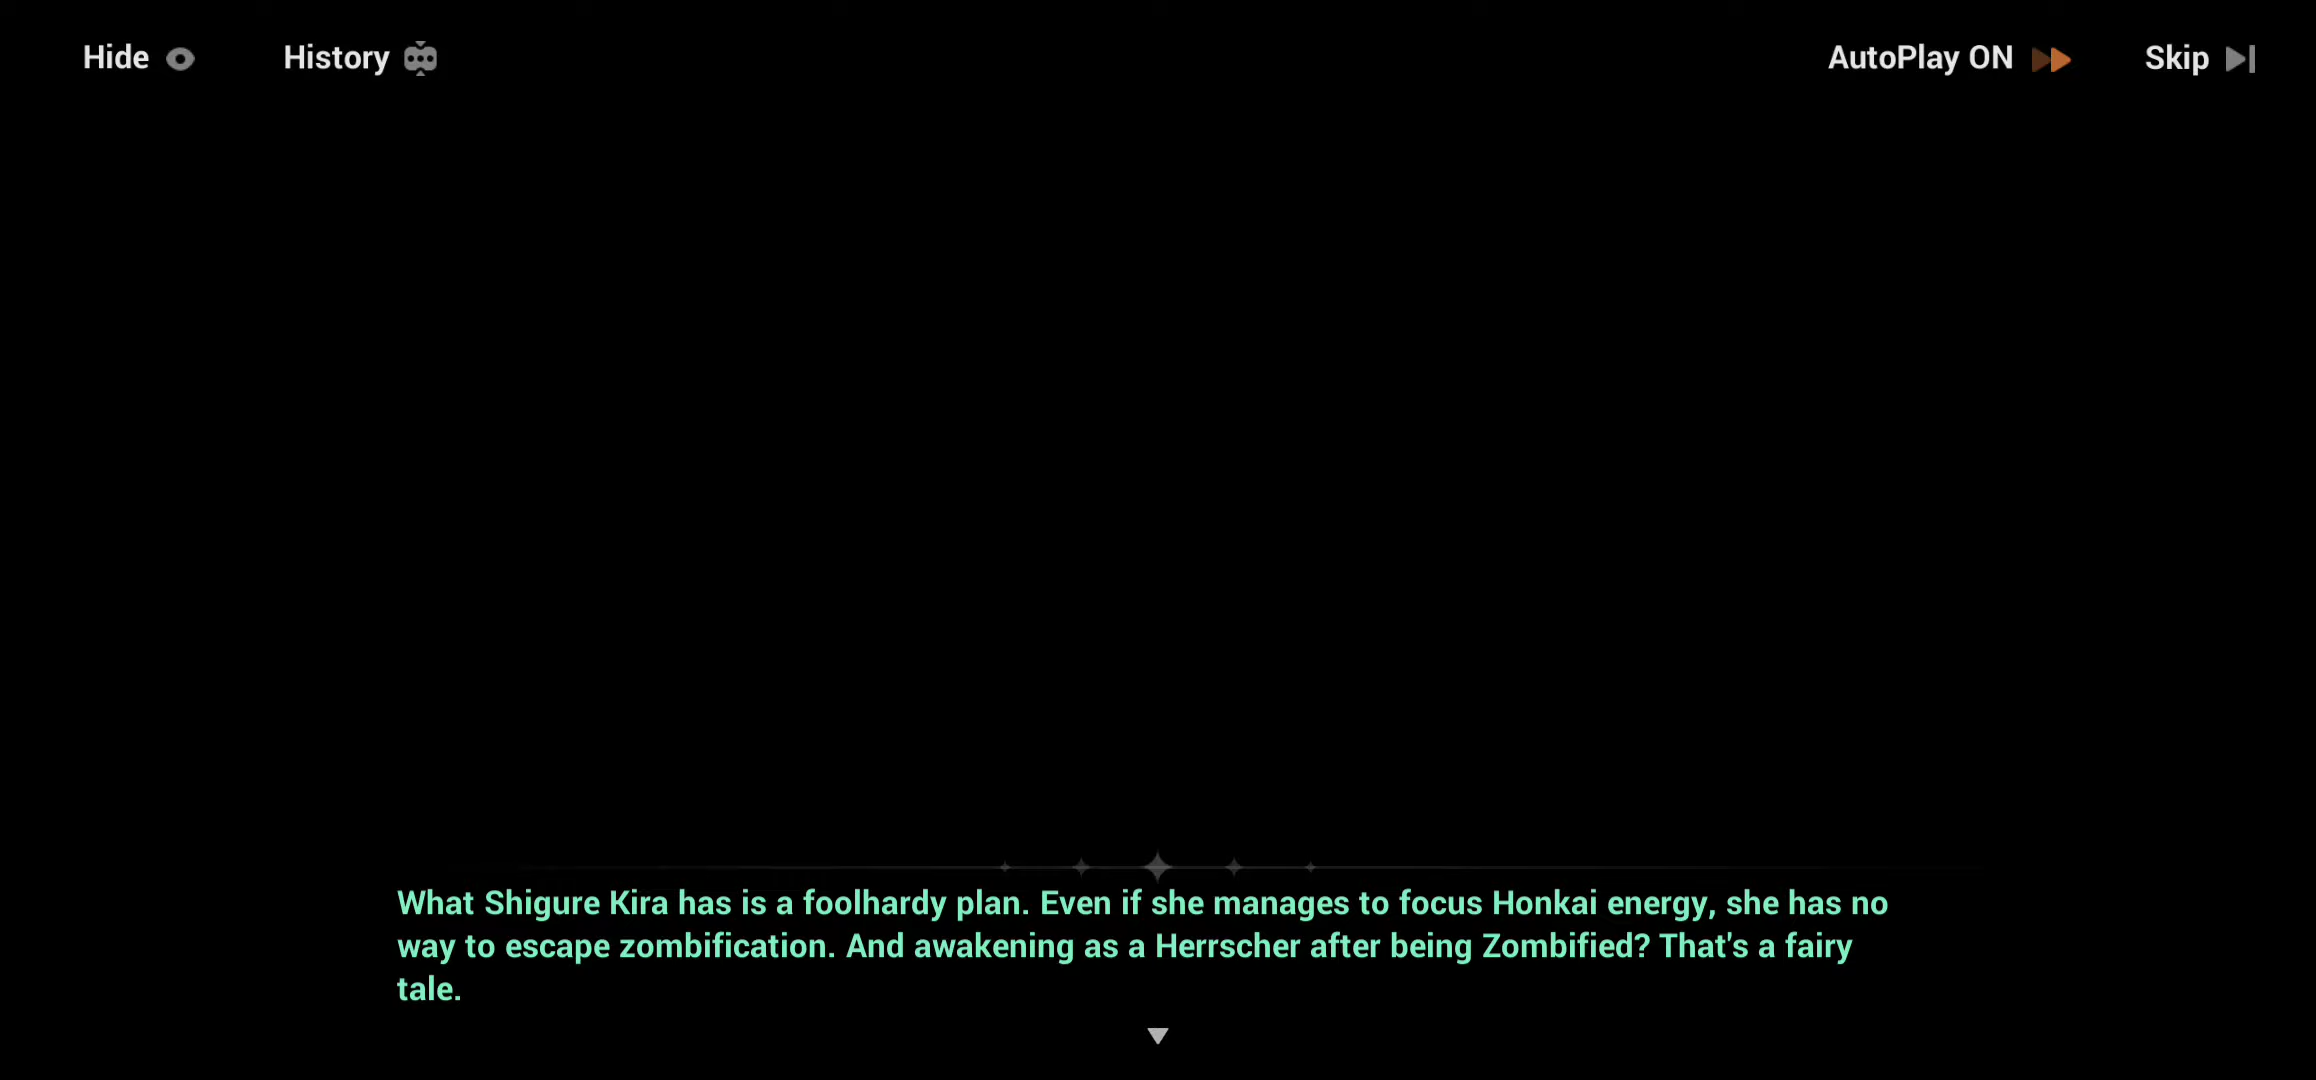 Hide
History
AutoPlay ON
Skip
What Shigure Kira has is a foolhardy plan. Even if she manages to focus Honkai energy, she has no
way to escape zombification. And awakening as a Herrscher after being Zombified? That's a fairy
tale.